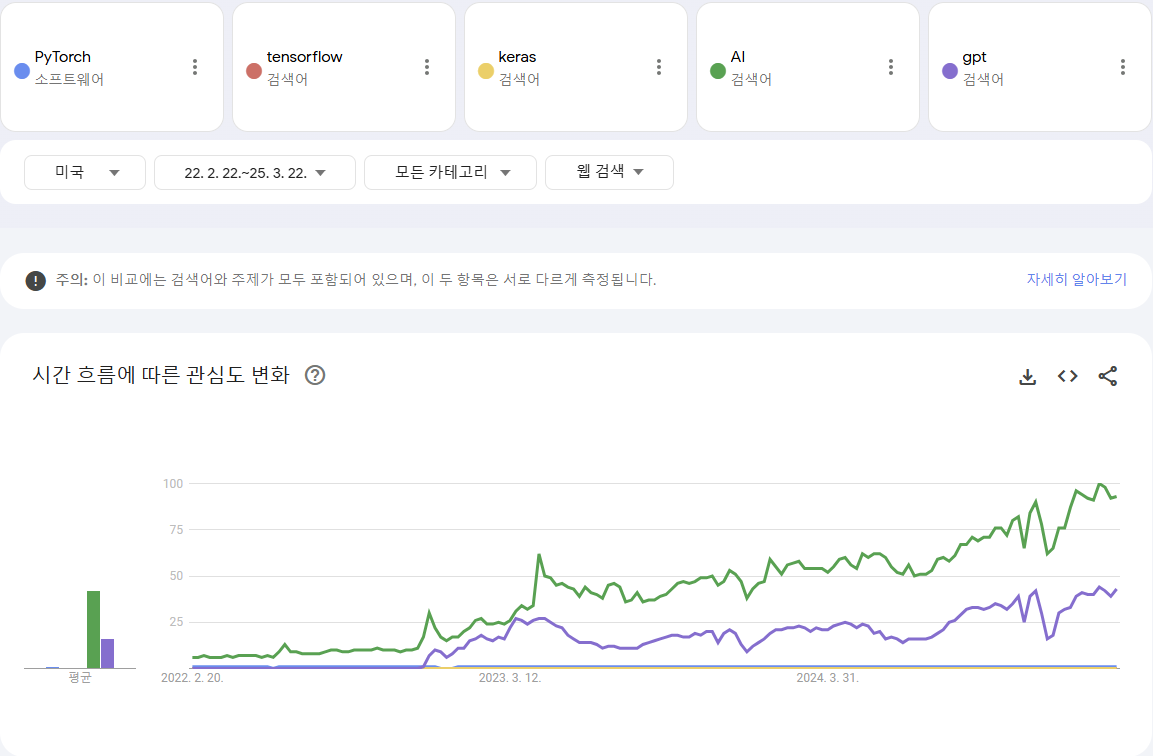 PyTorch
소프트웨어
tensorflow
검색어
keras
검색어
AI
검색어
gpt
검색어
미국
22. 2. 22.~25. 3. 22.
모든 카테고리
웹 검색
! 주의: 이 비교에는 검색어와 주제가 모두 포함되어 있으며, 이 두 항목은 서로 다르게 측정됩니다. 자세히 알아보기
시간 흐름에 따른 관심도 변화 ?
100
75
50
25
평균
2022. 2. 20.
2023. 3. 12.
2024. 3. 31.